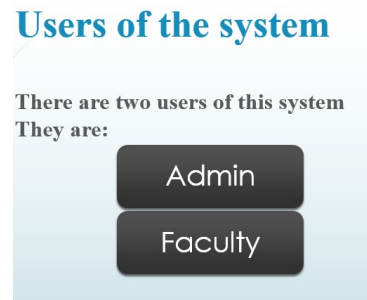 Users of the system
There are two users of this system
They are:
Admin
Faculty